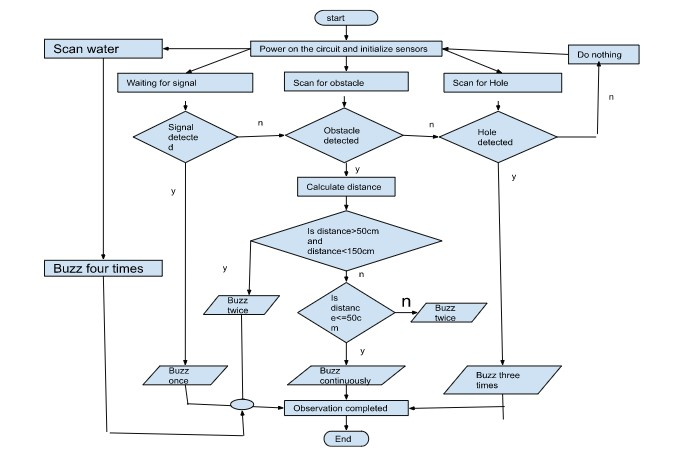 start
Scan water
Power on the circuit and initialize sensors
Do nothing
Waiting for signal
Scan for obstacle
Scan for Hole
n
Signal
detecte
d
n
Obstacle
detected
n
Hole
detected
y
y
y
Calculate distance
Is distance>50cm
and
distance<150cm
Buzz four times
y
n
Buzz
twice
Is
distanc
e<=50c
m
n
Buzz
twice
y
Buzz
once
Buzz
continuously
Buzz three
times
Observation completed
End